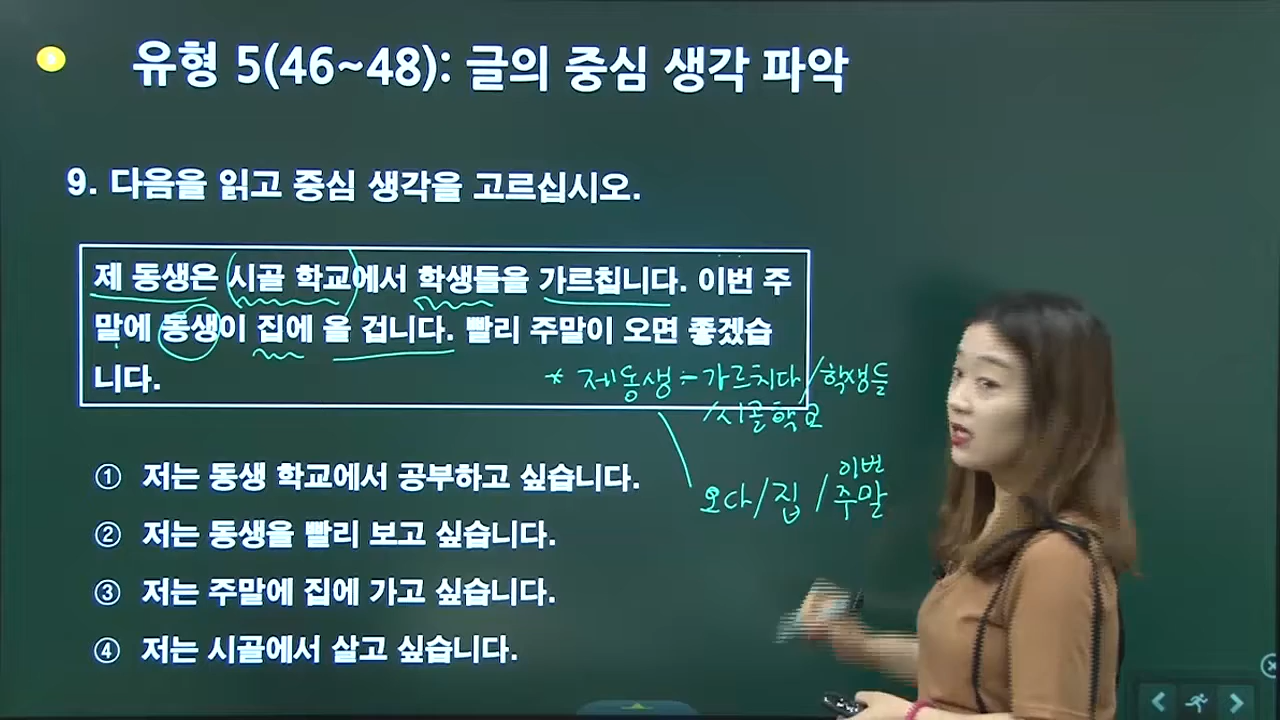 유형 5(46~48): 글의 중심 생각 파악
9. 다음을 읽고 중심 생각을 고르십시오.
제 동생은 시골 학교에서 학생들을 가르칩니다. 이번 주
말에 동생이 집에 올 겁니다. 빨리 주말이 오면 좋겠습
니다.
* 제동생 - 가르치다 / 학생들
/ 시골학교
오다 / 집 / 이번 주말
① 저는 동생 학교에서 공부하고 싶습니다.
② 저는 동생을 빨리 보고 싶습니다.
③ 저는 주말에 집에 가고 싶습니다.
④ 저는 시골에서 살고 싶습니다.